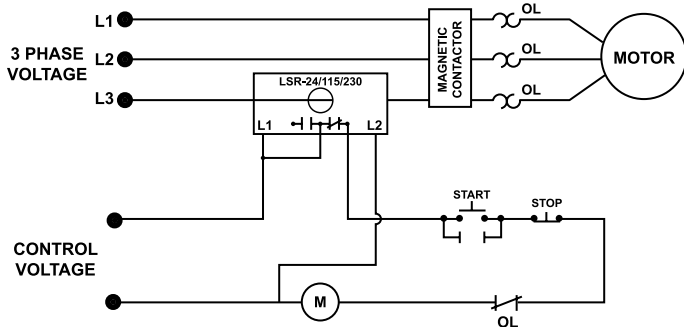 L1
OL
3 PHASE
VOLTAGE
L2
OL
MAGNETIC
CONTACTOR
MOTOR
LSR-24/115/230
L3
OL
L1
L2
START
STOP
CONTROL
VOLTAGE
M
OL